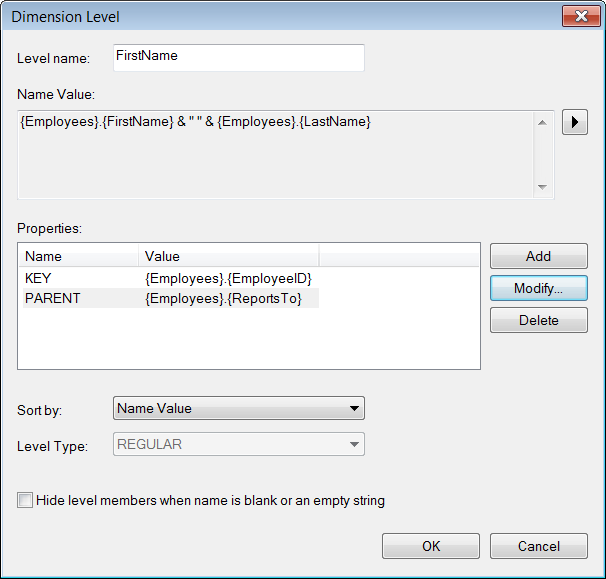 Dimension Level
Level name: FirstName
Name Value:
{Employees}.{FirstName} & " " & {Employees}.{LastName}
Properties:
Name Value
Add
KEY {Employees}.{EmployeeID}
PARENT {Employees}.{ReportsTo}
Modify...
Delete
Sort by: Name Value
Level Type: REGULAR
Hide level members when name is blank or an empty string
OK Cancel